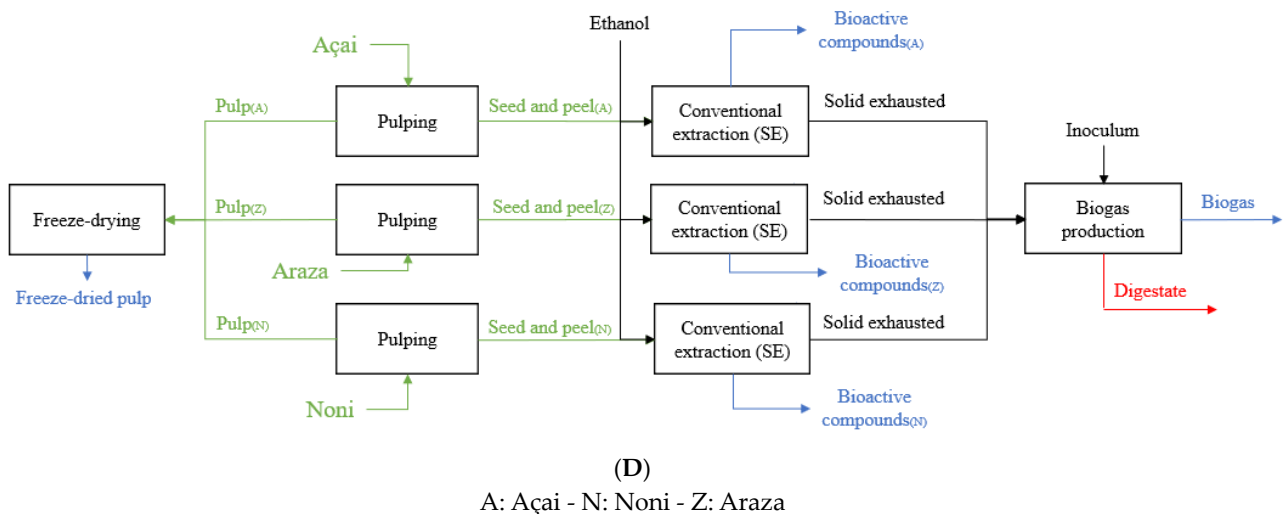 Ethanol
Bioactive
compounds(A)
Açai
Pulp(A)
Pulping
Seed and peel(A)
Conventional
extraction (SE)
Solid exhausted
Inoculum
Freeze-drying
Pulp(Z)
Pulping
Seed and peel(Z)
Conventional
extraction (SE)
Solid exhausted
Biogas
production
Biogas
Freeze-dried pulp
Araza
Bioactive
compounds(Z)
Digestate
Pulp(N)
Pulping
Seed and peel(N)
Conventional
extraction (SE)
Solid exhausted
Noni
Bioactive
compounds(N)
(D)
A: Açai - N: Noni - Z: Araza